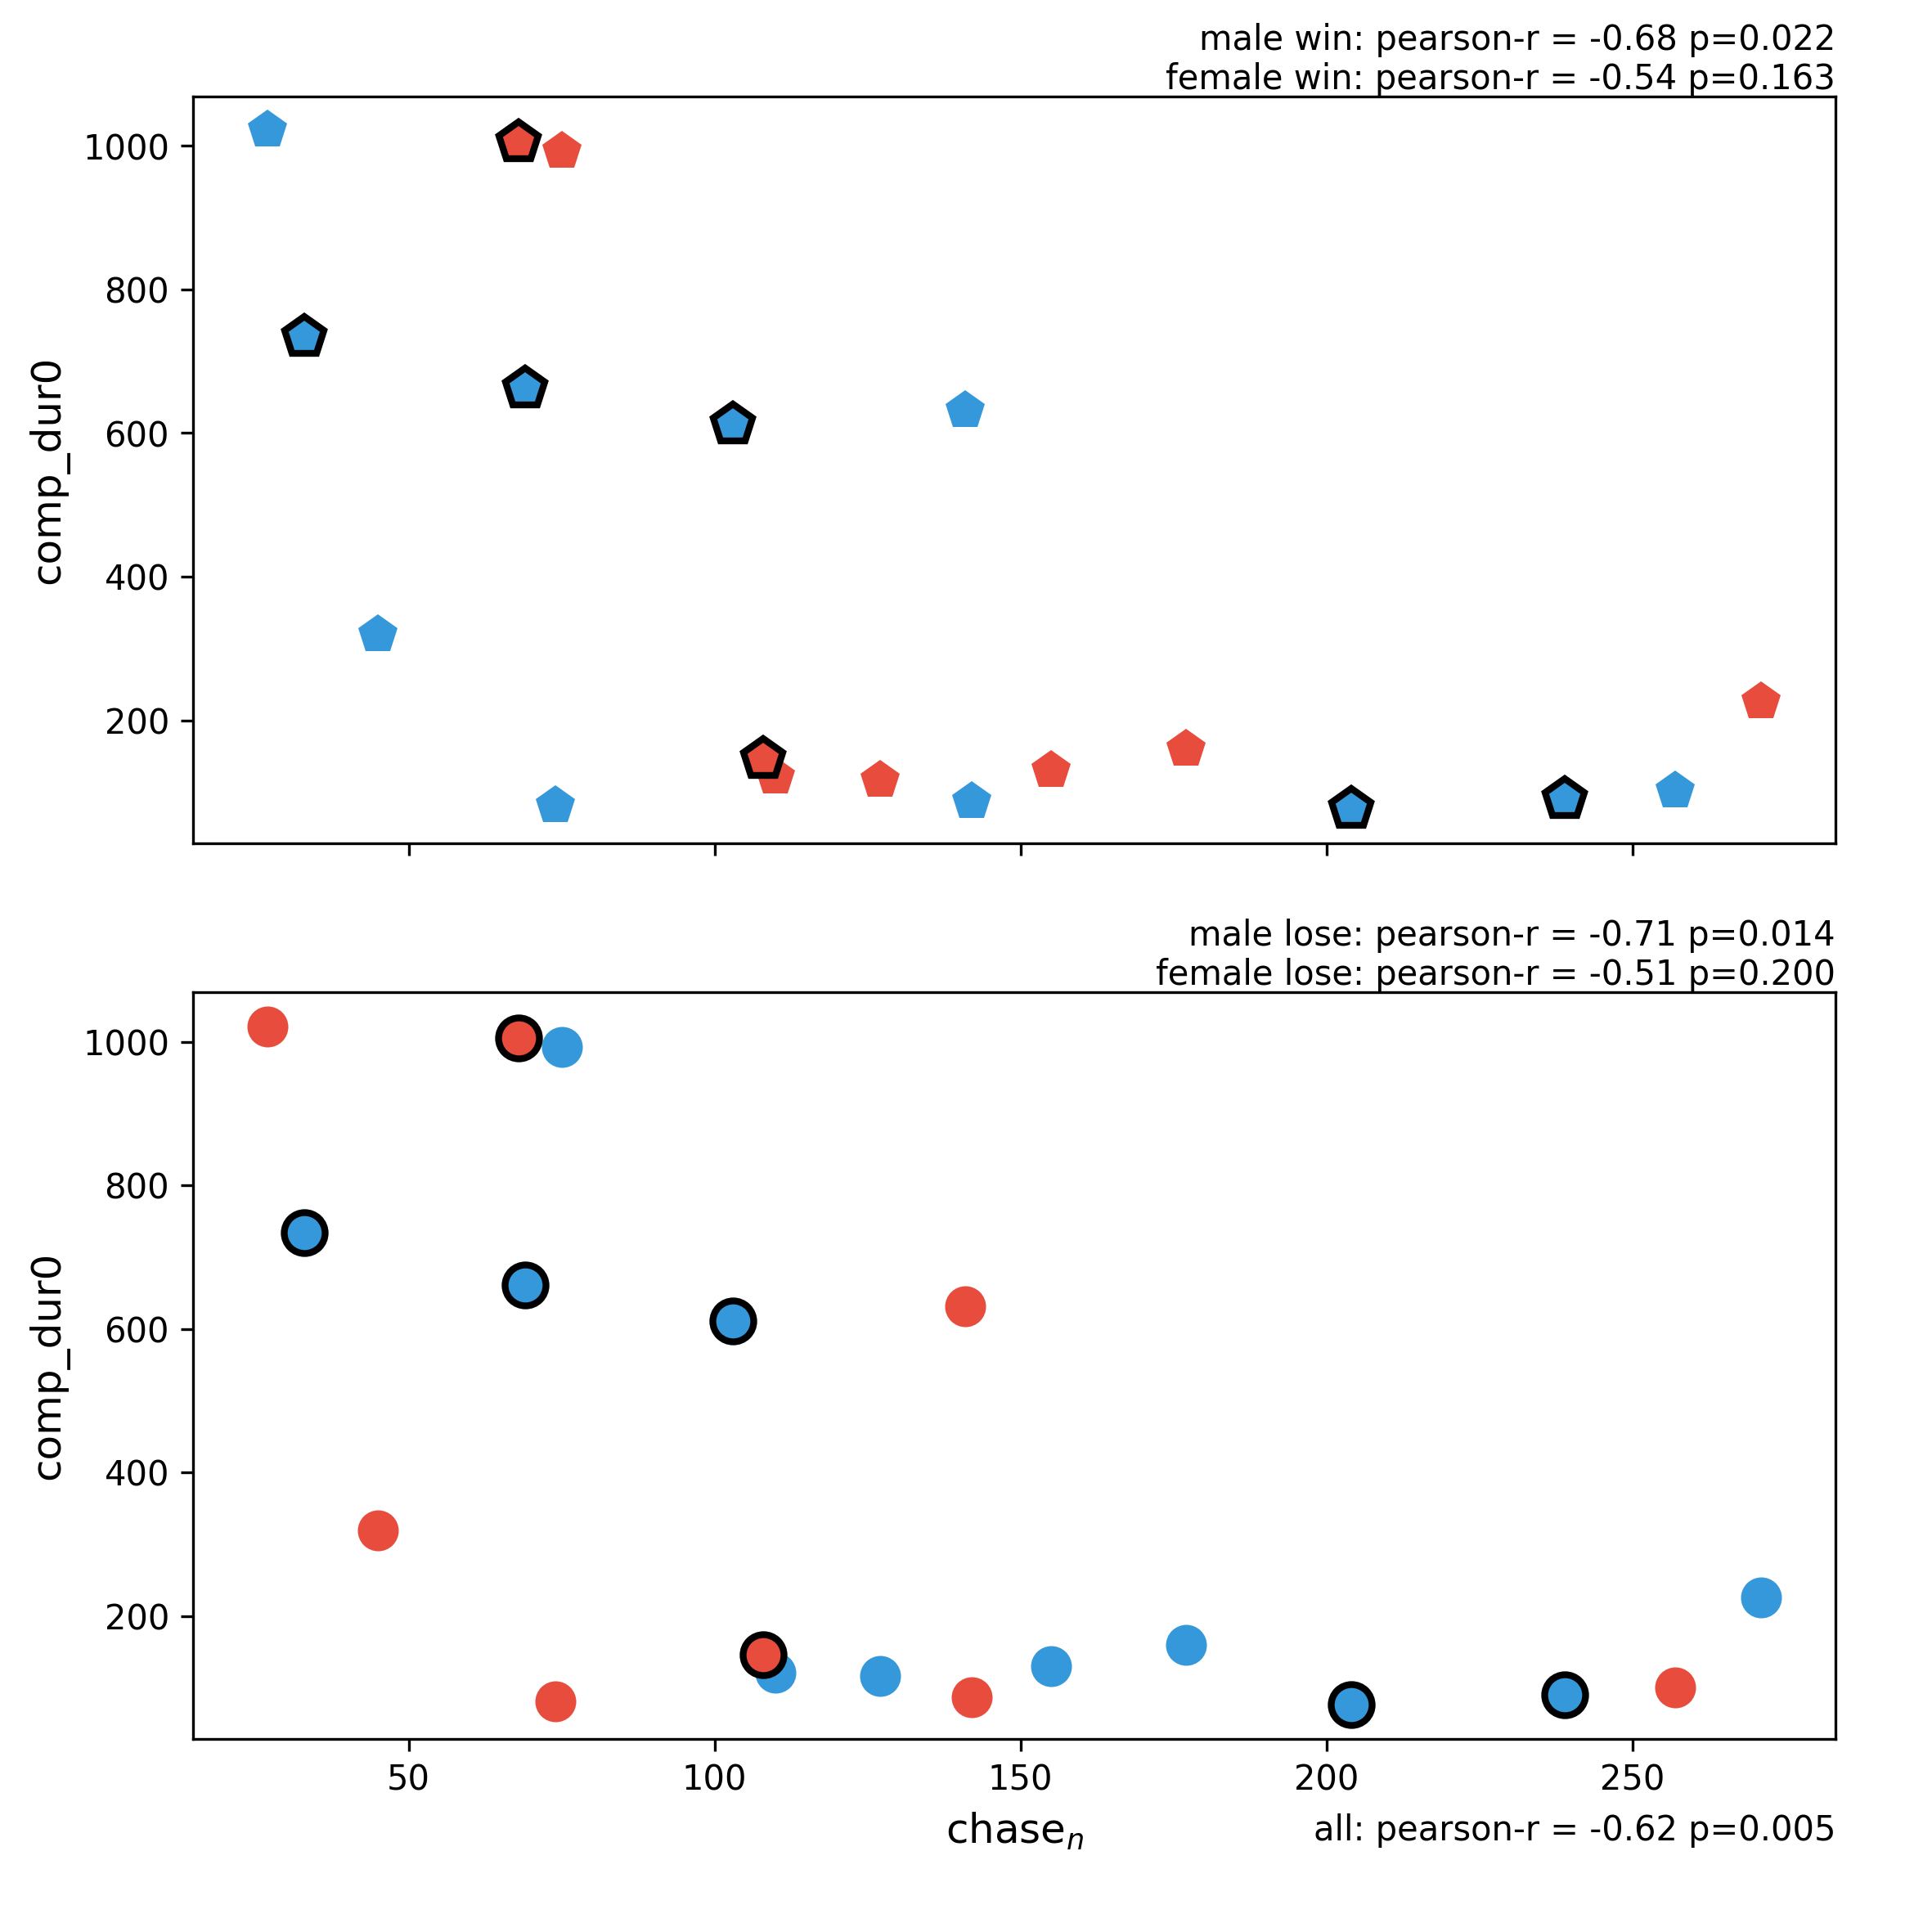 male win: pearson-r = -0.68 p=0.022
female win: pearson-r = -0.54 p=0.163
1000
800
600
400
200
comp_dur0
male lose: pearson-r = -0.71 p=0.014
female lose: pearson-r = -0.51 p=0.200
1000
800
600
400
200
comp_dur0
50 100 150 200 250
chaseₙ
all: pearson-r = -0.62 p=0.005